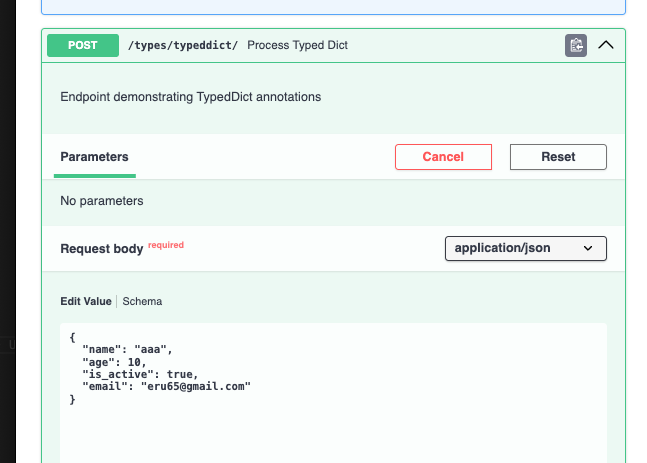 POST /types/typeddict/ Process Typed Dict
Endpoint demonstrating TypedDict annotations
Parameters Cancel Reset
No parameters
Request body required application/json
Edit Value Schema
{
"name": "aaa",
"age": 10,
"is_active": true,
"email": "eru65@gmail.com"
}